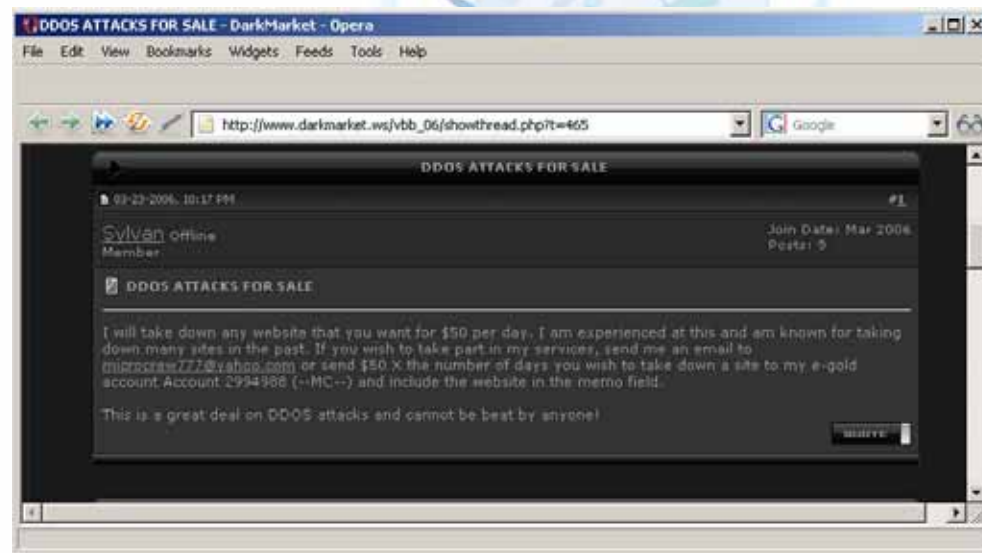 DDOS ATTACKS FOR SALE - DarkMarket - Opera
File Edit View Bookmarks Widgets Feeds Tools Help
http://www.darkmarket.ws/vbb_06/showthread.php?t=465 Google
DDOS ATTACKS FOR SALE
03-23-2006, 10:17 PM #1
Sylvan offline Join Date: Mar 2006
Member Posts: 9
DDOS ATTACKS FOR SALE
I will take down any website that you want for $50 per day. I am experienced at this and am known for taking
down many sites in the past. If you wish to take part in my services, send me an email to
microcrew777@yahoo.com or send $50 X the number of days you wish to take down a site to my e-gold
account Account 2994988 (--MC--) and include the website in the memo field.
This is a great deal on DDOS attacks and cannot be beat by anyone!